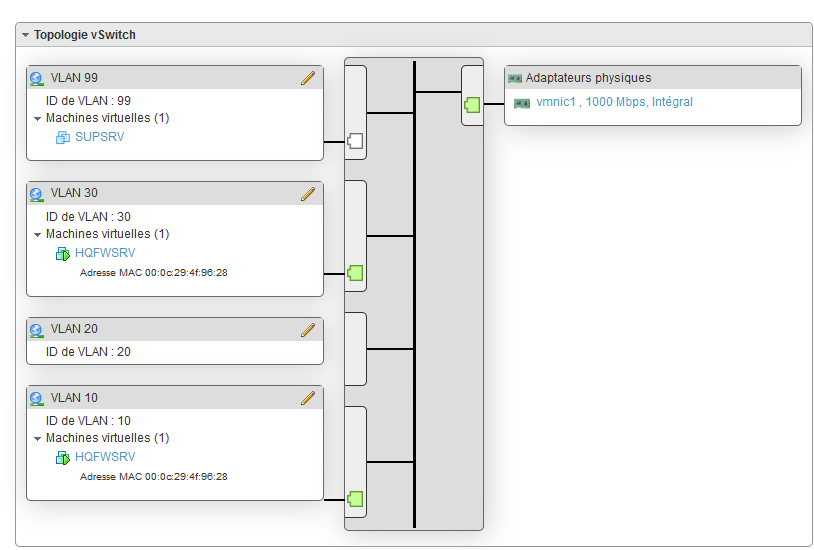 Topologie vSwitch
VLAN 99
ID de VLAN : 99
Machines virtuelles (1)
SUPSRV
VLAN 30
ID de VLAN : 30
Machines virtuelles (1)
HQFWSRV
Adresse MAC 00:0c:29:4f:96:28
VLAN 20
ID de VLAN : 20
VLAN 10
ID de VLAN : 10
Machines virtuelles (1)
HQFWSRV
Adresse MAC 00:0c:29:4f:96:28
Adaptateurs physiques
vmnic1 , 1000 Mbps, Intégral